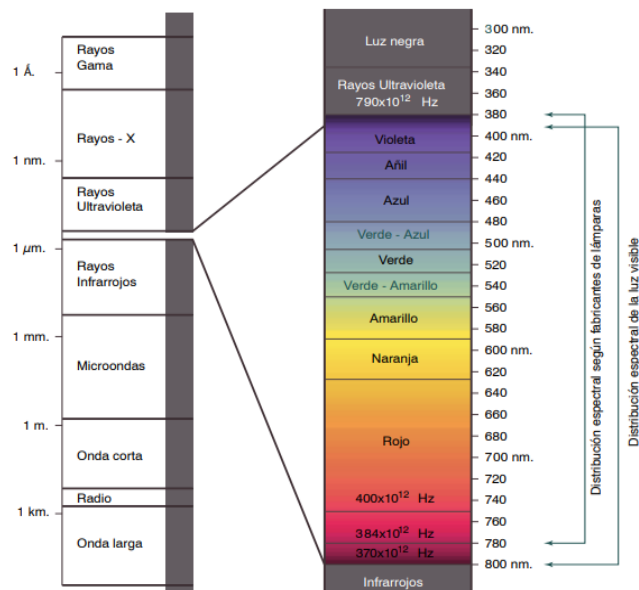 Rayos
Gama
1 Å.
Rayos - X
1 nm.
Rayos
Ultravioleta
1 µm.
Rayos
Infrarrojos
1 mm.
Microondas
1 m.
Onda corta
Radio
1 km.
Onda larga
Luz negra
Rayos Ultravioleta
790x10¹² Hz
Violeta
Añil
Azul
Verde - Azul
Verde
Verde - Amarillo
Amarillo
Naranja
Rojo
400x10¹² Hz
384x10¹² Hz
370x10¹² Hz
Infrarrojos
300 nm.
320
340
360
380
400 nm.
420
440
460
480
500 nm.
520
540
560
580
600 nm.
620
640
660
680
700 nm.
720
740
760
780
800 nm.
Distribución espectral según fabricantes de lámparas
Distribución espectral de la luz visible